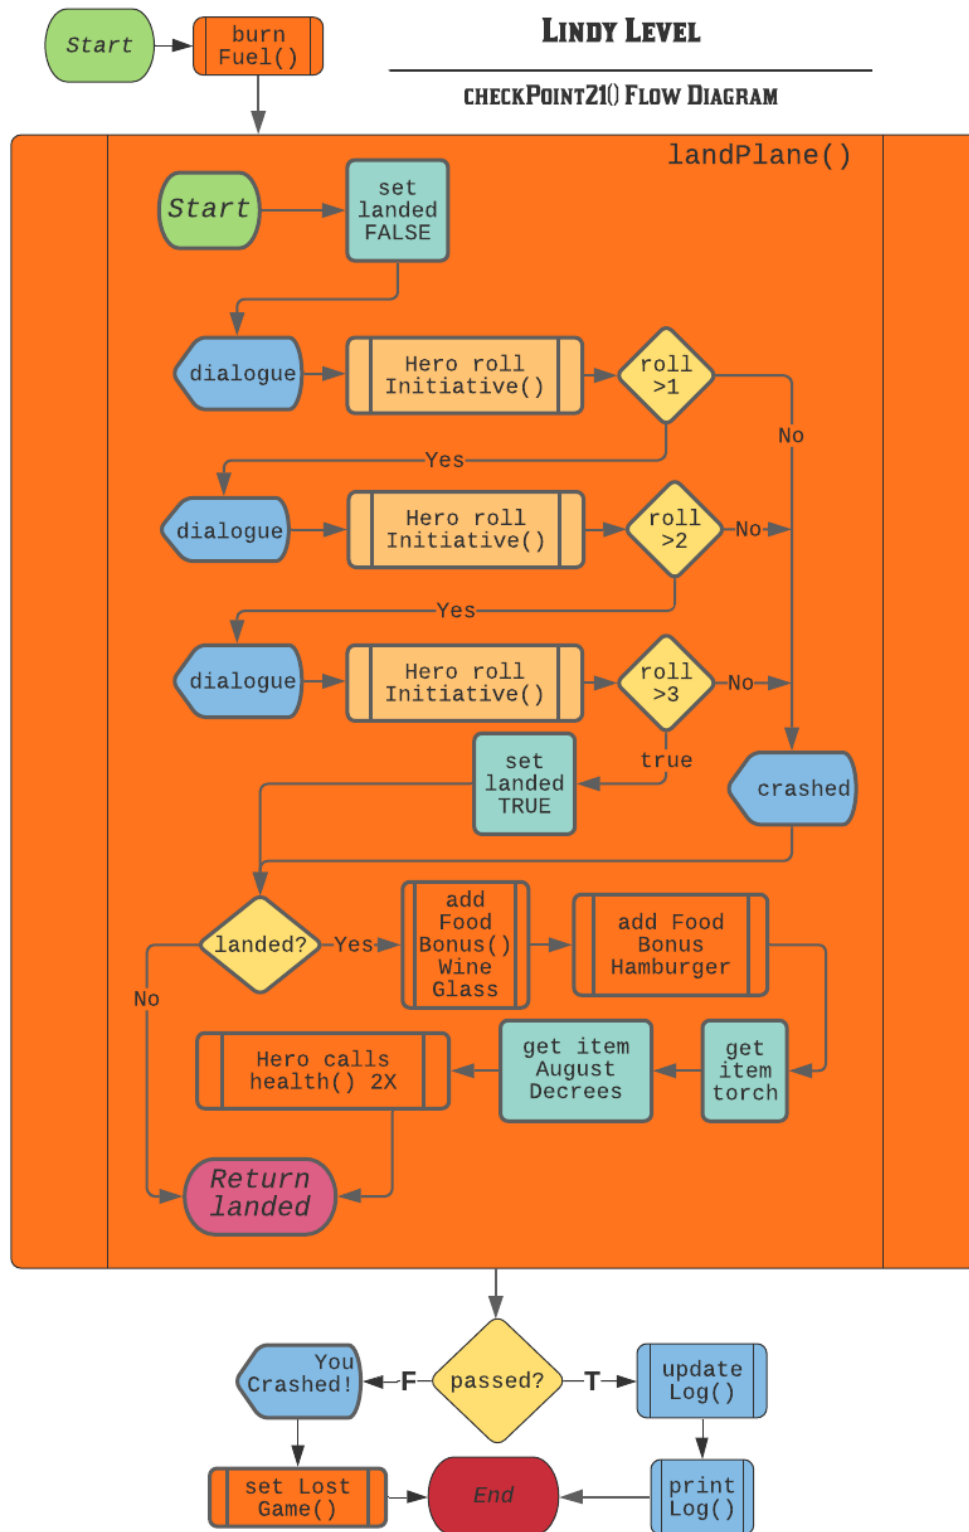 LINDY LEVEL
CHECKPOINT21() FLOW DIAGRAM
Start
burn
Fuel()
landPlane()
Start
set
landed
FALSE
dialogue
Hero roll
Initiative()
roll
>1
No
Yes
dialogue
Hero roll
Initiative()
roll
>2
No
Yes
dialogue
Hero roll
Initiative()
roll
>3
No
true
set
landed
TRUE
crashed
landed?
Yes
No
add
Food
Bonus()
Wine
Glass
add Food
Bonus
Hamburger
get
item
torch
get item
August
Decrees
Hero calls
health() 2X
Return
landed
passed?
F
T
You
Crashed!
update
Log()
set Lost
Game()
End
print
Log()